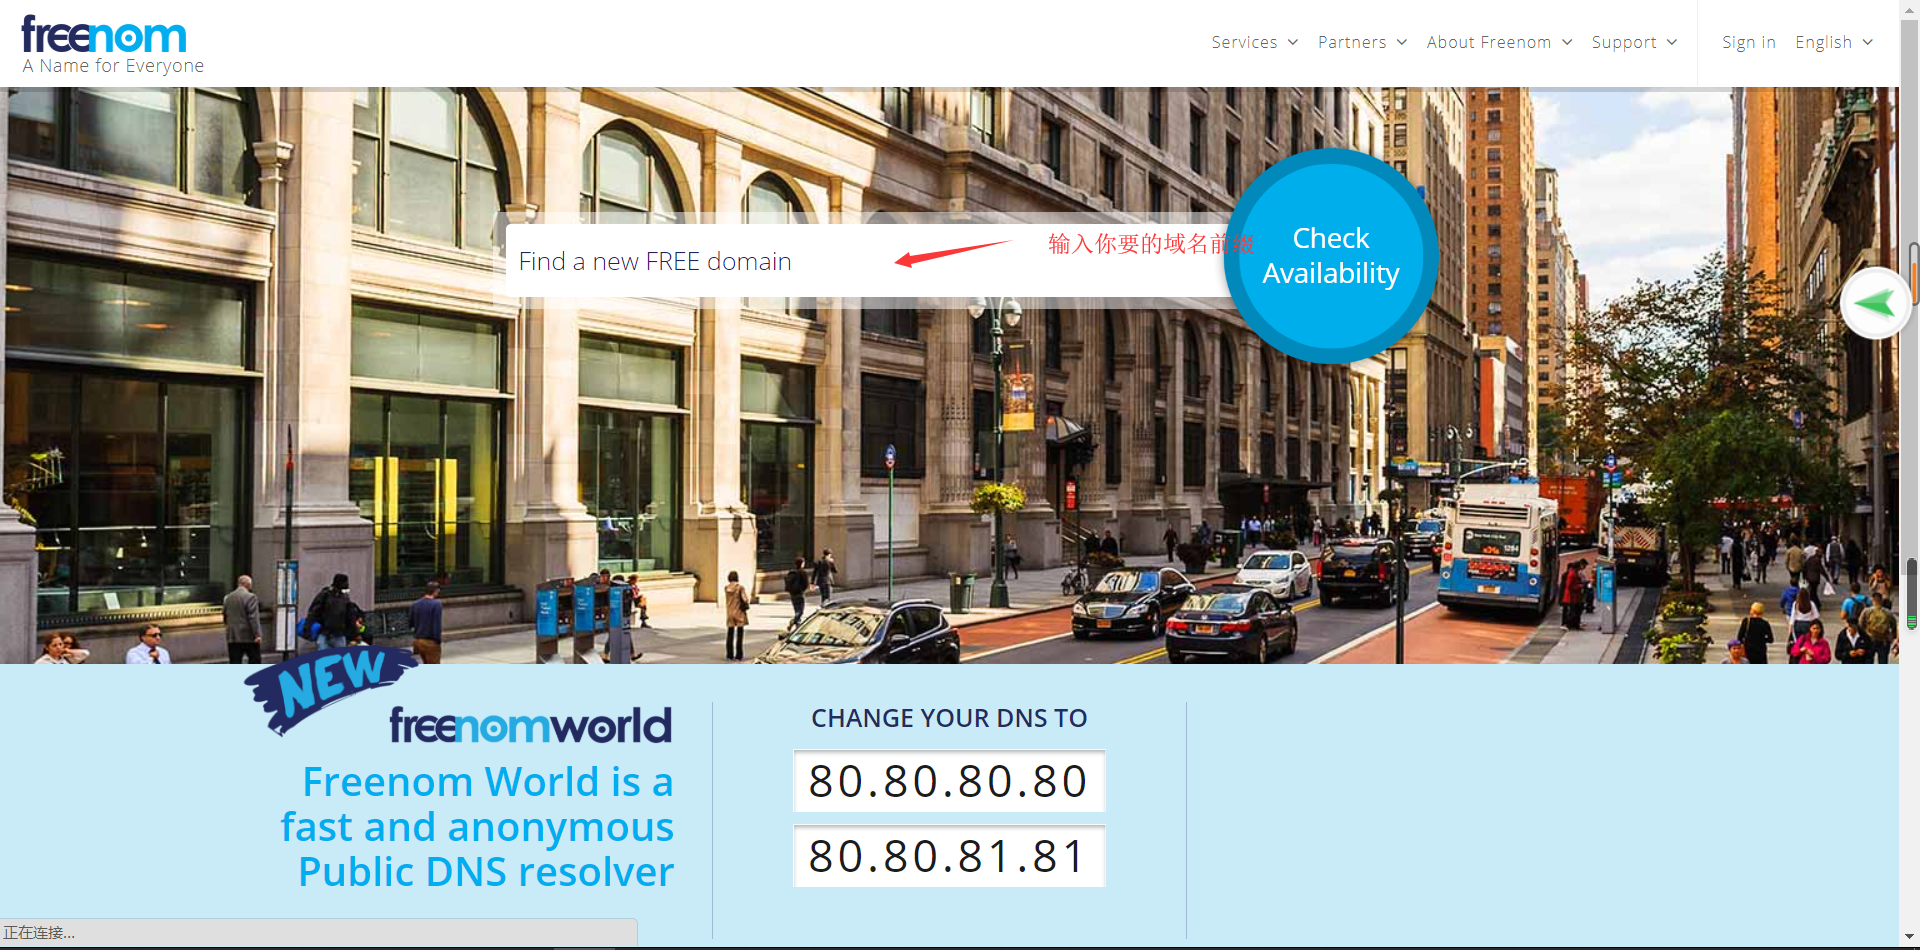 freenom
A Name for Everyone
Services
Partners
About Freenom
Support
Sign in
English
Find a new FREE domain
输入你要的域名前缀
Check
Availability
NEW
freenomworld
Freenom World is a
fast and anonymous
Public DNS resolver
CHANGE YOUR DNS TO
80.80.80.80
80.80.81.81
正在连接...